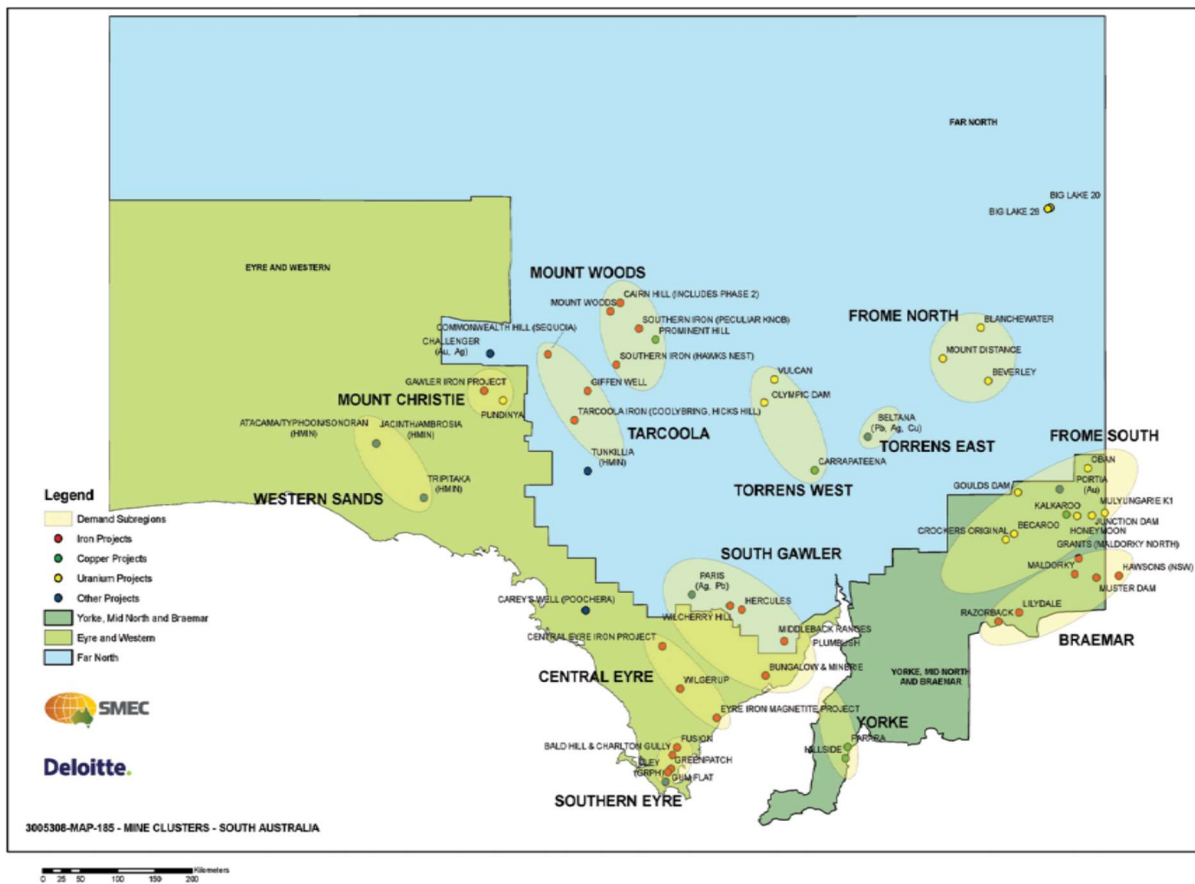 FAR NORTH
BIG LAKE 20
BIG LAKE 28
EYRE AND WESTERN
MOUNT WOODS
CAIRN HILL (INCLUDES PHASE 2)
MOUNT WOODS
SOUTHERN IRON (PECULIAR KNOB)
PROMINENT HILL
COMMONWEALTH HILL (SEQUOIA)
CHALLENGER
(Au, Ag)
SOUTHERN IRON (HAWKS NEST)
FROME NORTH
BLANCHEWATER
MOUNT DISTANCE
BEVERLEY
VULCAN
OLYMPIC DAM
GAWLER IRON PROJECT
GIFFEN WELL
MOUNT CHRISTIE
PUNDINYA
TARCOOLA IRON (COOLYBRING, HICKS HILL)
TARCOOLA
BELTANA
(Pb, Ag, Cu)
TORRENS EAST
ATACAMA/TYPHOON/SONORAN
(HMIN)
JACINTH/AMBROSIA
(HMIN)
FROME SOUTH
TUNKILLIA
(HMIN)
CARRAPATEENA
TORRENS WEST
OBAN
PORTIA
(Au)
GOULDS DAM
TRIPITAKA
(HMIN)
WESTERN SANDS
MULYUNGARIE K1
KALKAROO
JUNCTION DAM
BECAROO
CROCKERS ORIGINAL
HONEYMOON
GRANTS (MALDORKY NORTH)
SOUTH GAWLER
MALDORKY
HAWSONS (NSW)
MUSTER DAM
PARIS
(Ag, Pb)
HERCULES
WILCHERRY HILL
CAREY'S WELL (POOCHERA)
LILYDALE
RAZORBACK
BRAEMAR
MIDDLEBACK RANGES
PLUMBUSH
CENTRAL EYRE IRON PROJECT
BUNGALOW & MINBRIE
CENTRAL EYRE
WILGERUP
YORKE, MID NORTH
AND BRAEMAR
EYRE IRON MAGNETITE PROJECT
YORKE
PARARA
HILLSIDE
FUSION
BALD HILL & CHARLTON GULLY
GREENPATCH
ULEY
(GRPH)
GUM FLAT
SOUTHERN EYRE
Legend
Demand Subregions
Iron Projects
Copper Projects
Uranium Projects
Other Projects
Yorke, Mid North and Braemar
Eyre and Western
Far North
SMEC
Deloitte.
3005308-MAP-185 - MINE CLUSTERS - SOUTH AUSTRALIA
Kilometers
0 25 50 100 150 200